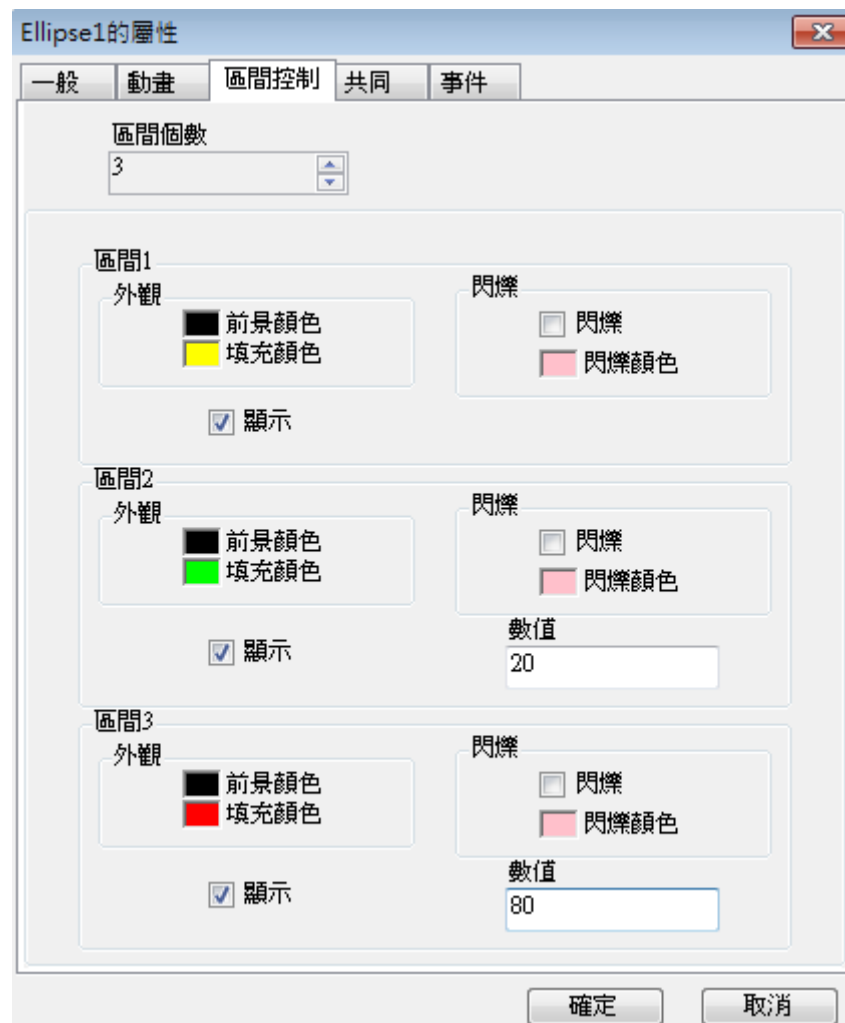 Ellipse1的屬性
一般 動畫 區間控制 共同 事件
區間個數
3
區間1
外觀
前景顏色
填充顏色
顯示
閃爍
閃爍
閃爍顏色
區間2
外觀
前景顏色
填充顏色
顯示
閃爍
閃爍
閃爍顏色
數值
20
區間3
外觀
前景顏色
填充顏色
顯示
閃爍
閃爍
閃爍顏色
數值
80
確定 取消